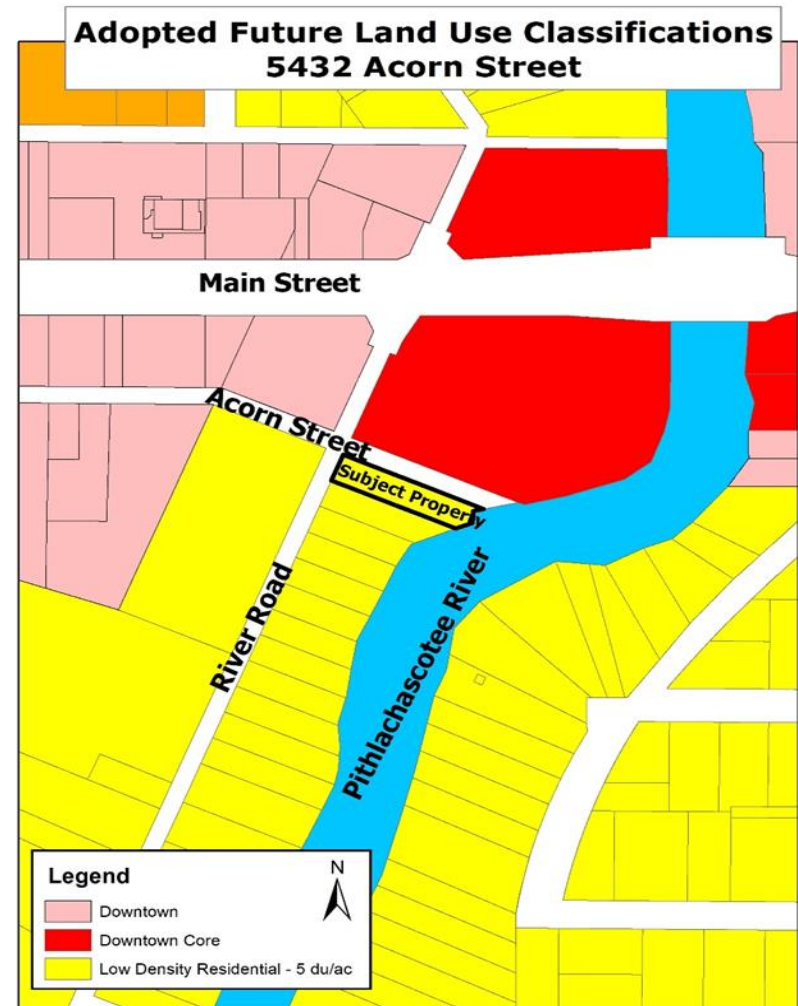 Adopted Future Land Use Classifications
5432 Acorn Street
Main Street
Acorn Street
Subject Property
River Road
Pithlachascotee River
Legend
N
Downtown
Downtown Core
Low Density Residential - 5 du/ac